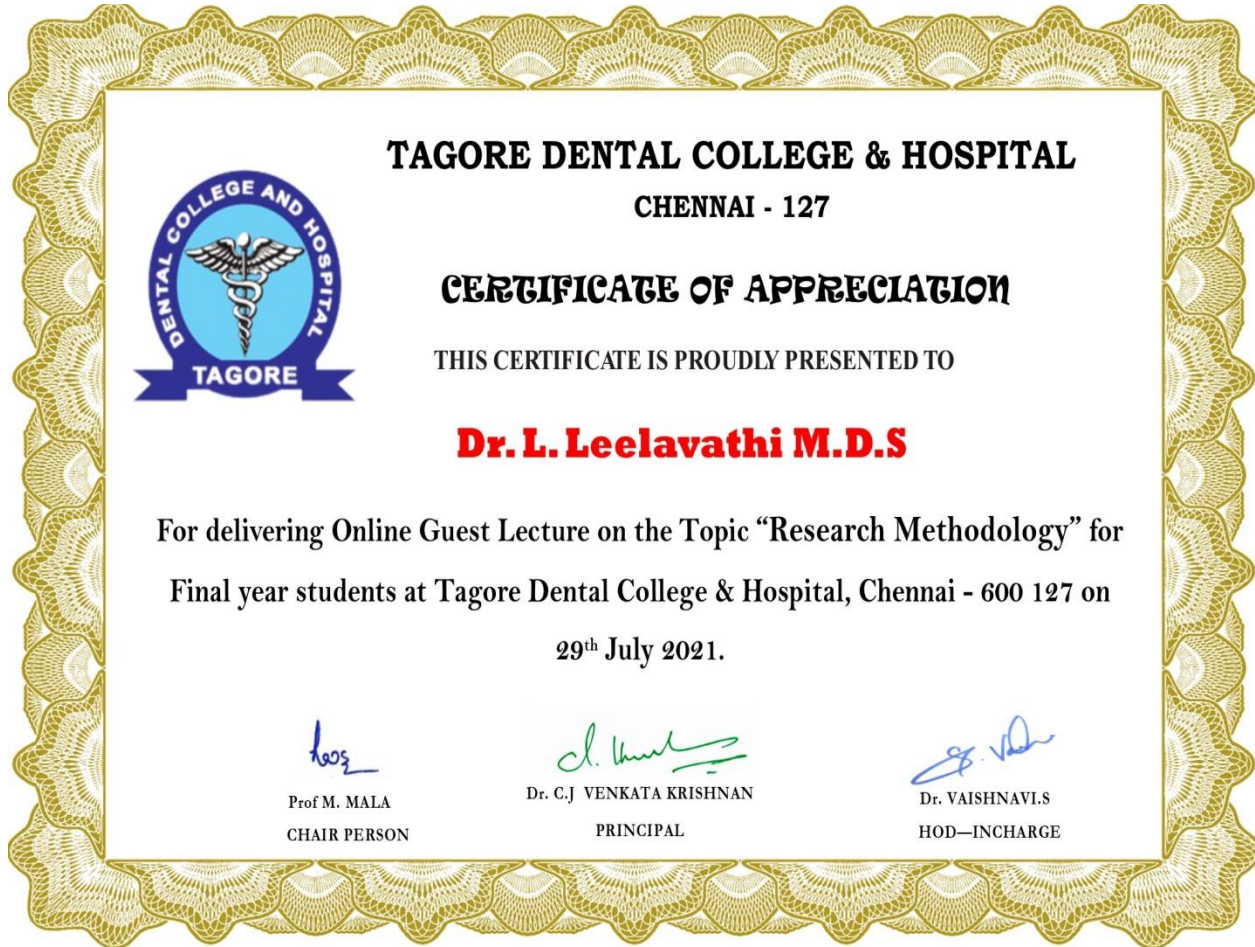 TAGORE DENTAL COLLEGE & HOSPITAL
CHENNAI - 127
DENTAL COLLEGE AND HOSPITAL
TAGORE
CERTIFICATE OF APPRECIATION
THIS CERTIFICATE IS PROUDLY PRESENTED TO
Dr. L. Leelavathi M.D.S
For delivering Online Guest Lecture on the Topic “Research Methodology” for
Final year students at Tagore Dental College & Hospital, Chennai - 600 127 on
29th July 2021.
Prof M. MALA
CHAIR PERSON
Dr. C.J VENKATA KRISHNAN
PRINCIPAL
Dr. VAISHNAVI.S
HOD—INCHARGE